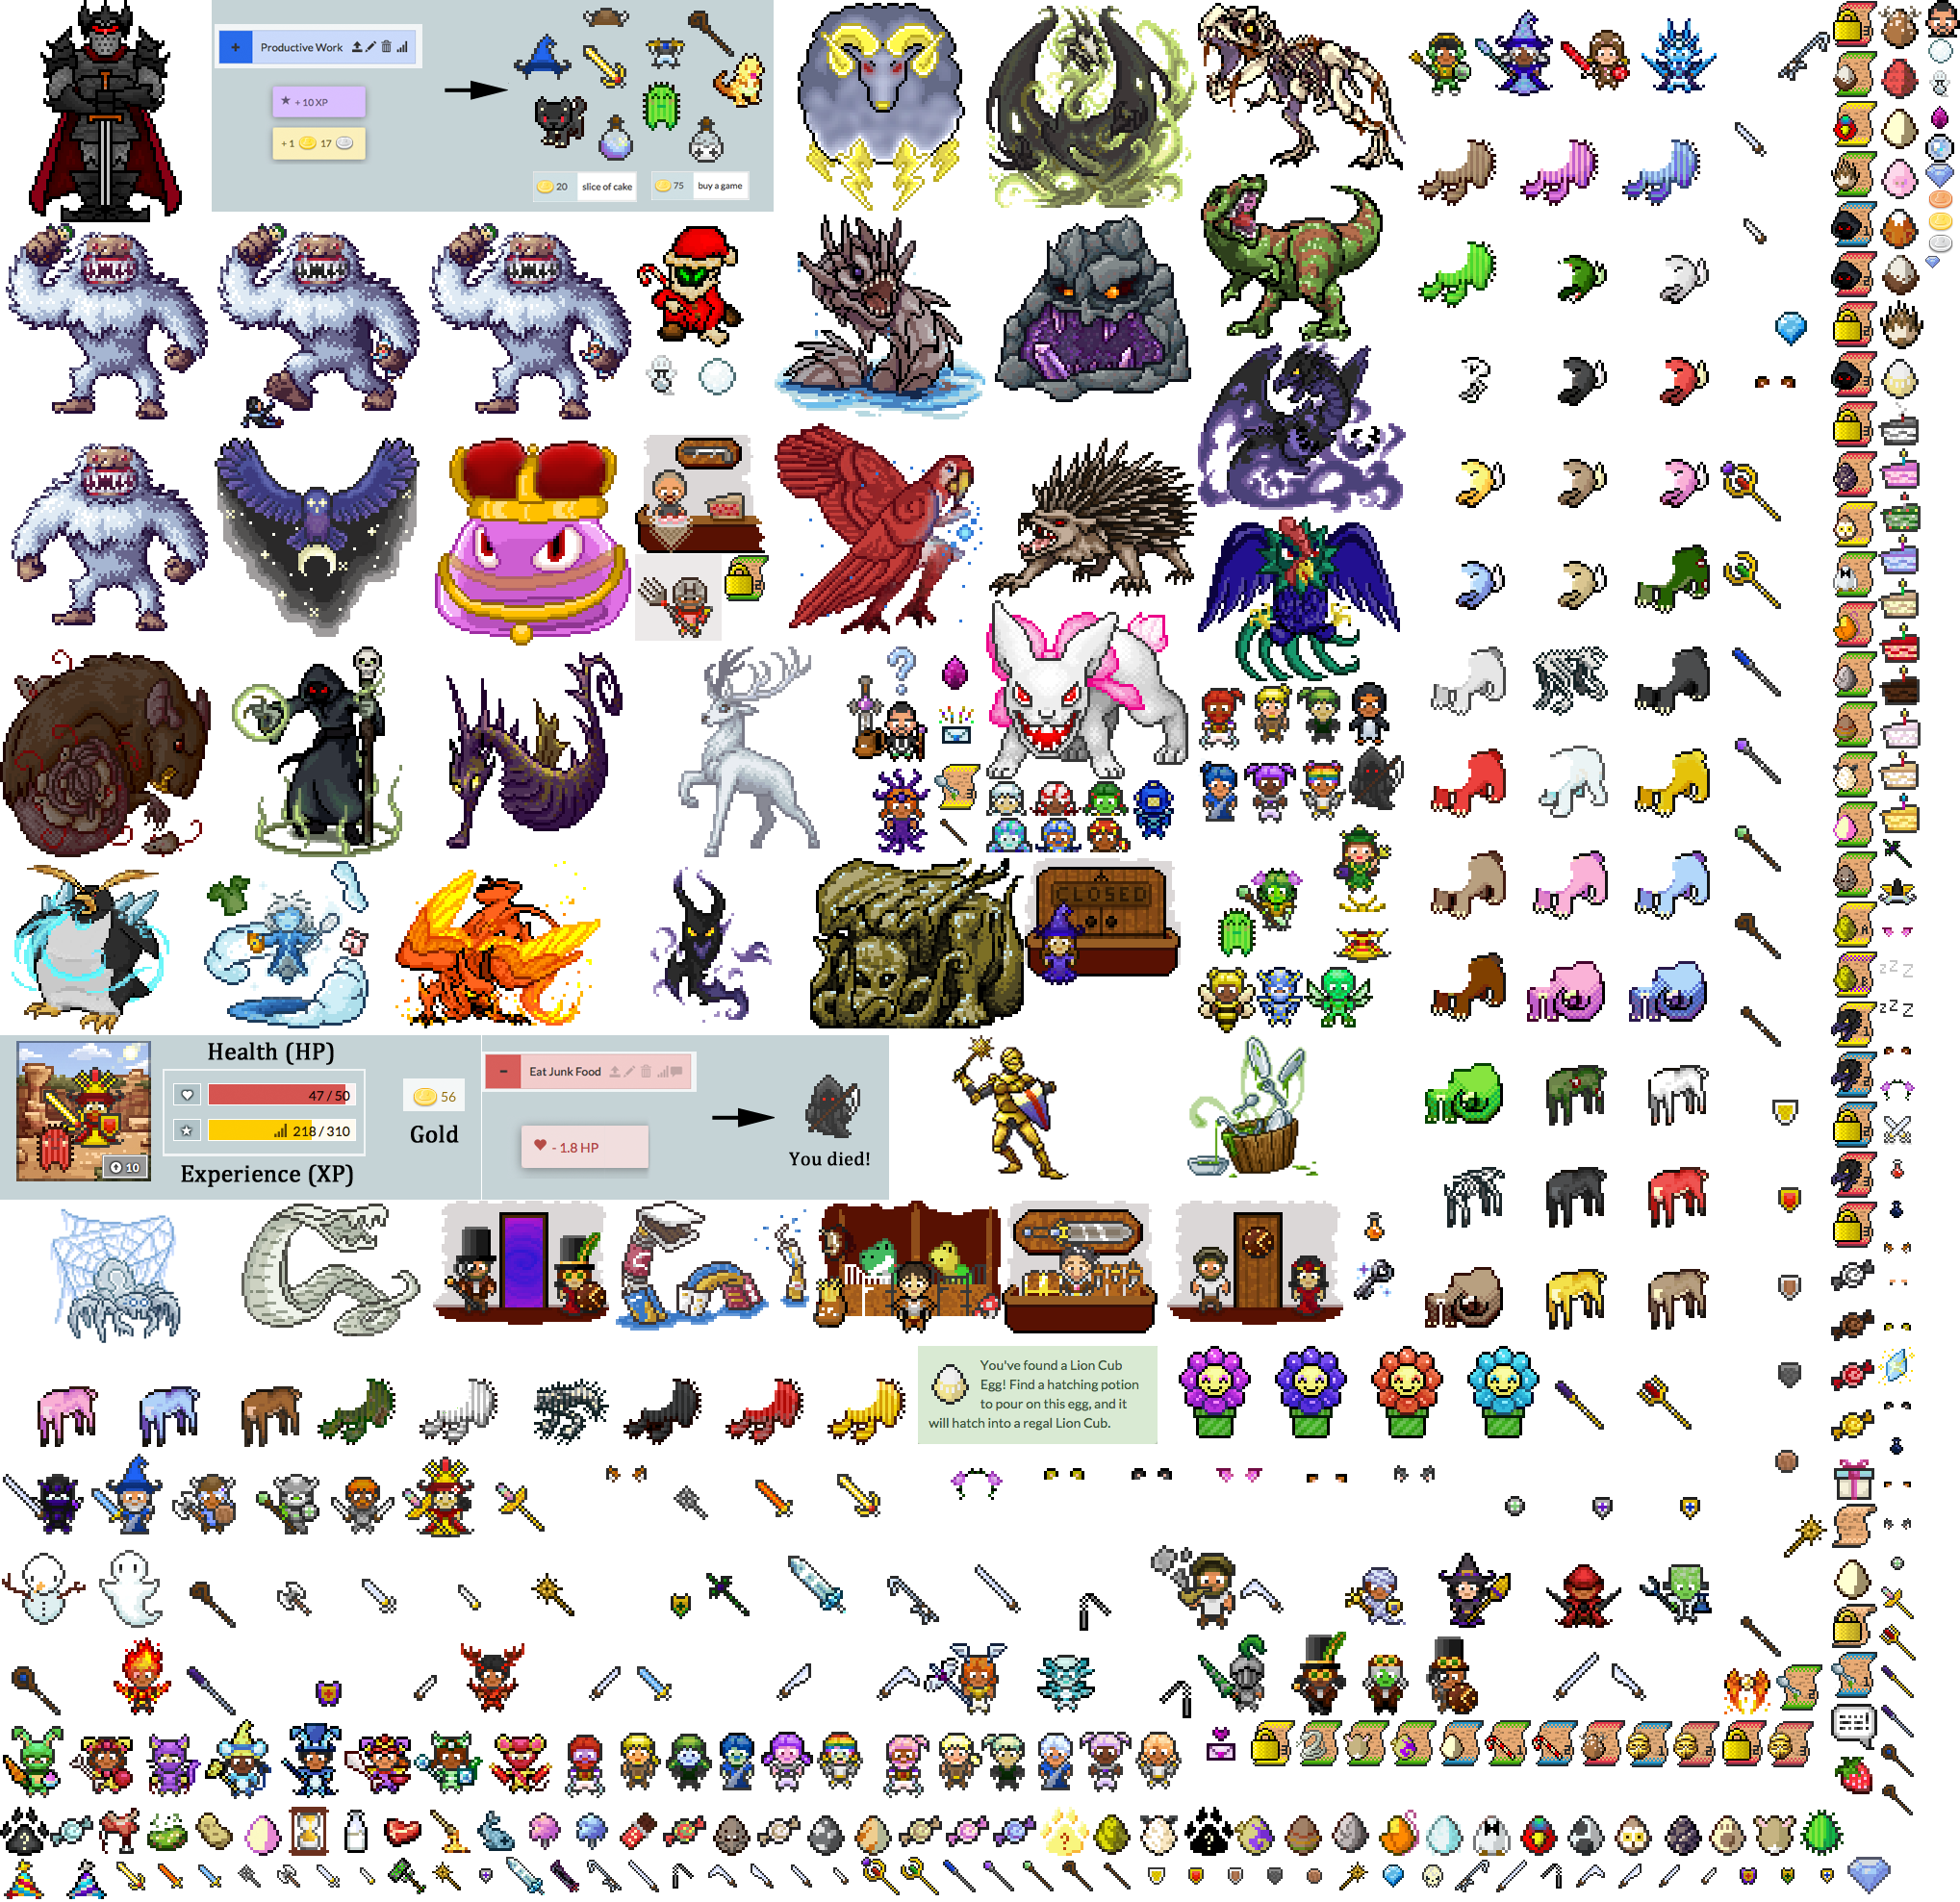 Productive Work
+ 10 XP
+ 1 17
20 slice of cake
75 buy a game
CLOSED
Health (HP)
47 / 50
218 / 310
Experience (XP)
10
56
Gold
Eat Junk Food
- 1.8 HP
You died!
You've found a Lion Cub
Egg! Find a hatching potion
to pour on this egg, and it
will hatch into a regal Lion Cub.